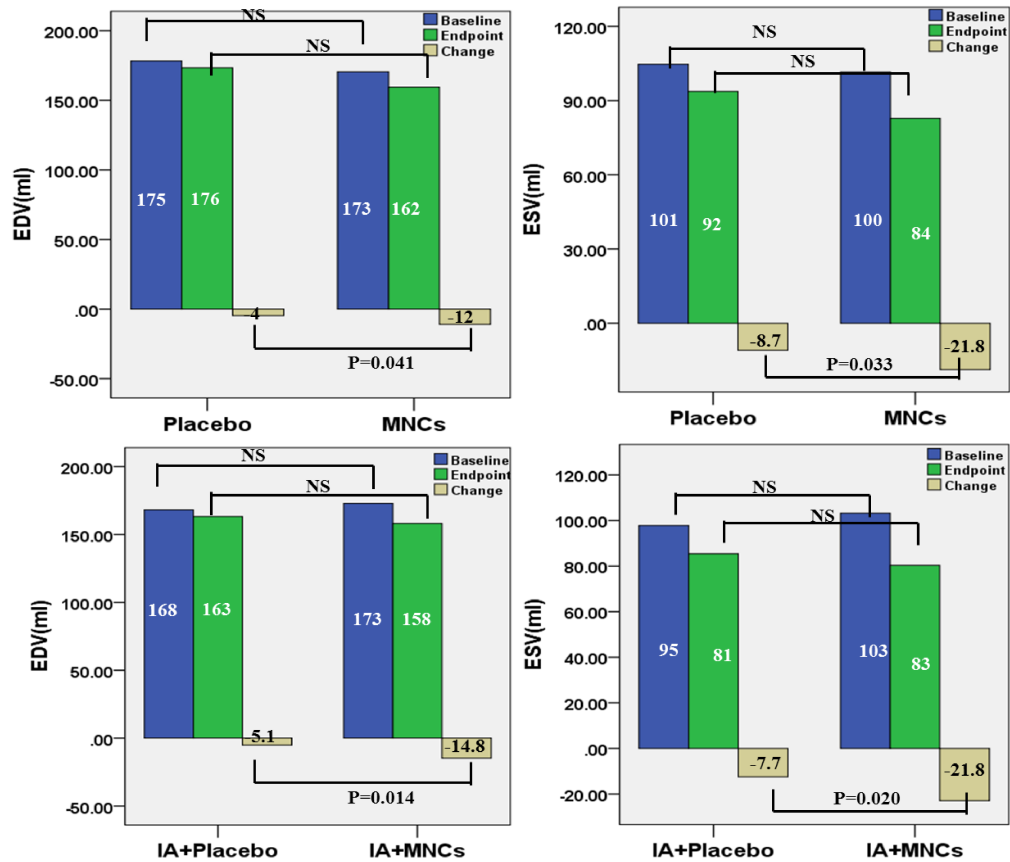 200.00
150.00
100.00
50.00
.00
-50.00
EDV(ml)
Baseline
Endpoint
Change
NS
NS
175
176
173
162
-4
-12
P=0.041
Placebo
MNCs
120.00
90.00
60.00
30.00
.00
ESV(ml)
Baseline
Endpoint
Change
NS
NS
101
92
100
84
-8.7
-21.8
P=0.033
Placebo
MNCs
200.00
150.00
100.00
50.00
.00
-50.00
EDV(ml)
Baseline
Endpoint
Change
NS
NS
168
163
173
158
-5.1
-14.8
P=0.014
IA+Placebo
IA+MNCs
120.00
100.00
80.00
60.00
40.00
20.00
.00
-20.00
ESV(ml)
Baseline
Endpoint
Change
NS
NS
95
81
103
83
-7.7
-21.8
P=0.020
IA+Placebo
IA+MNCs